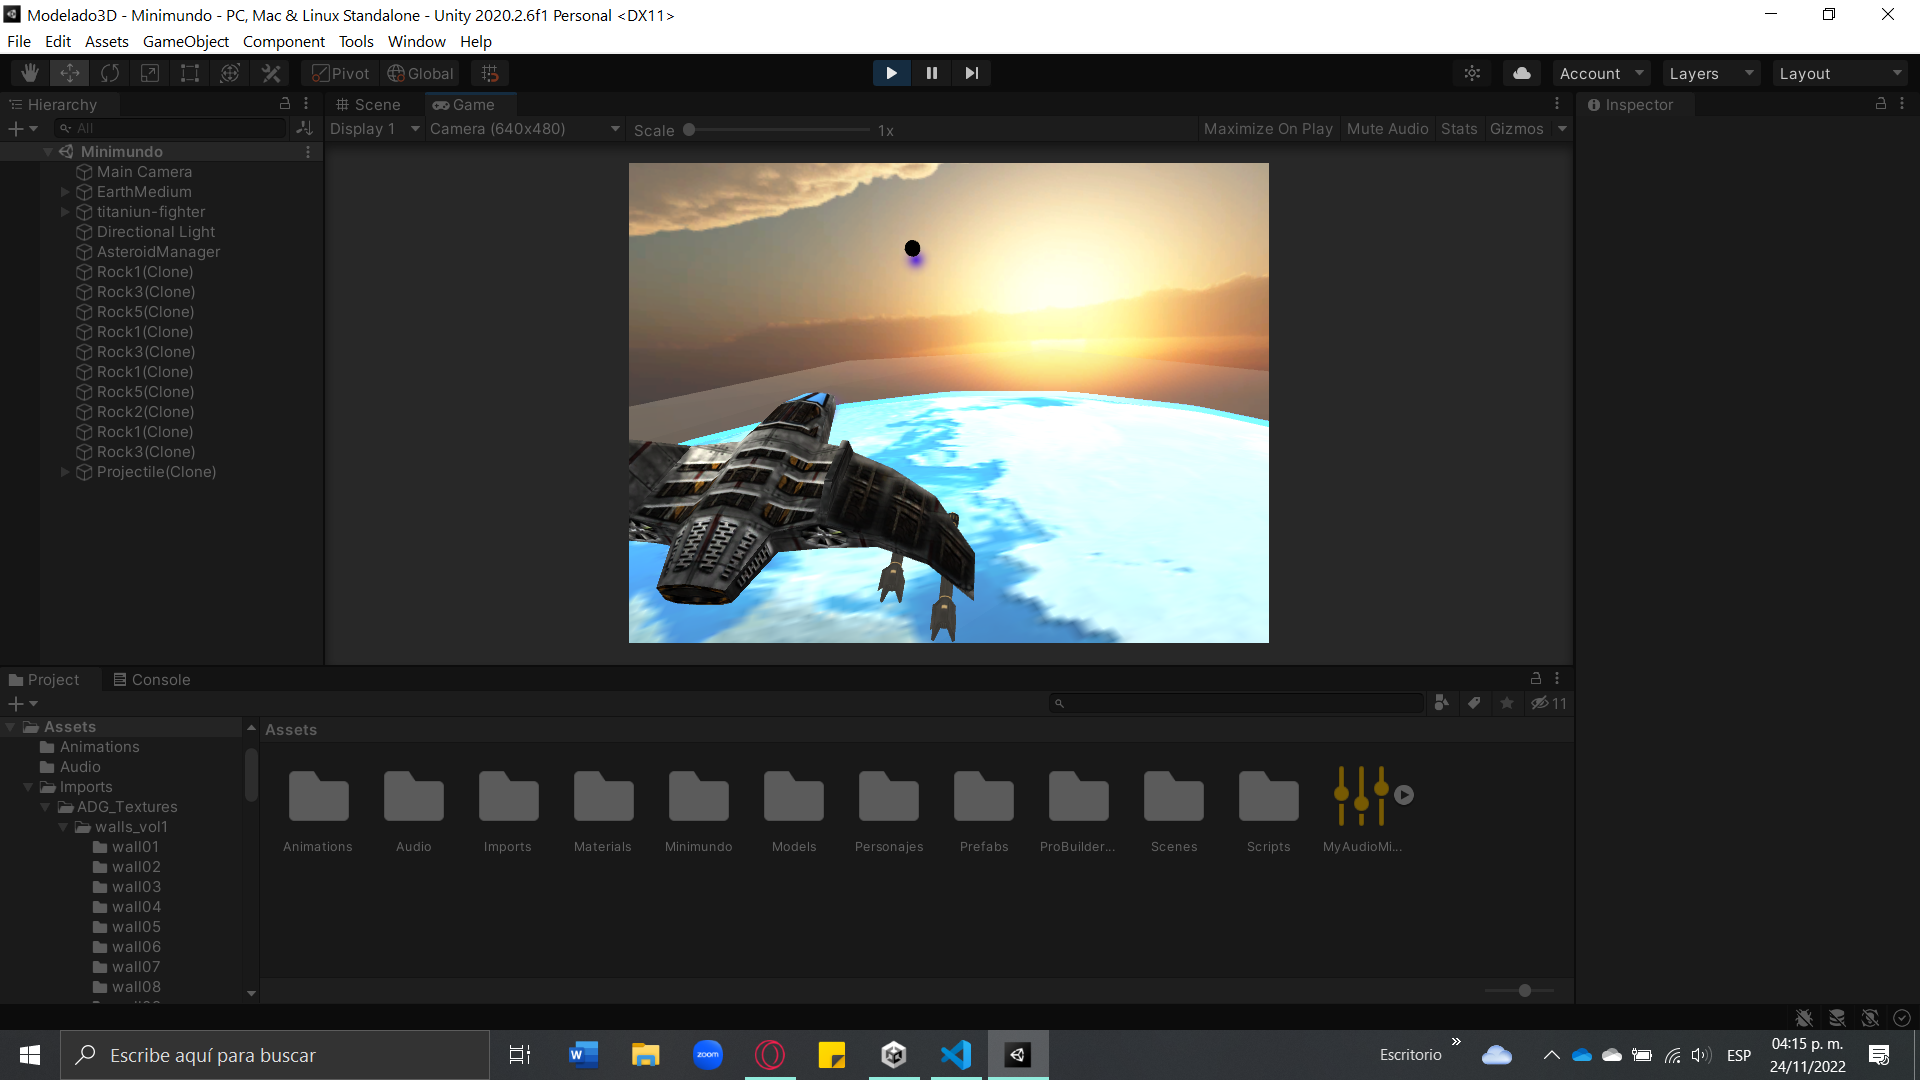 Modelado3D - Minimundo - PC, Mac & Linux Standalone - Unity 2020.2.6f1 Personal <DX11>
File Edit Assets GameObject Component Tools Window Help
Pivot Global Account Layers Layout
Hierarchy
Scene Game
Inspector
All
Display 1 Camera (640x480) Scale 1x Maximize On Play Mute Audio Stats Gizmos
Minimundo
Main Camera
EarthMedium
titaniun-fighter
Directional Light
AsteroidManager
Rock1(Clone)
Rock3(Clone)
Rock5(Clone)
Rock1(Clone)
Rock3(Clone)
Rock1(Clone)
Rock5(Clone)
Rock2(Clone)
Rock1(Clone)
Rock3(Clone)
Projectile(Clone)
Project Console
11
Assets
Animations
Audio
Imports
ADG_Textures
walls_vol1
wall01
wall02
wall03
wall04
wall05
wall06
wall07
wall08
Assets
Animations Audio Imports Materials Minimundo Models Personajes Prefabs ProBuilder... Scenes Scripts MyAudioMi...
Escribe aquí para buscar
W
zoom
Escritorio
»
ESP
04:15 p. m.
24/11/2022